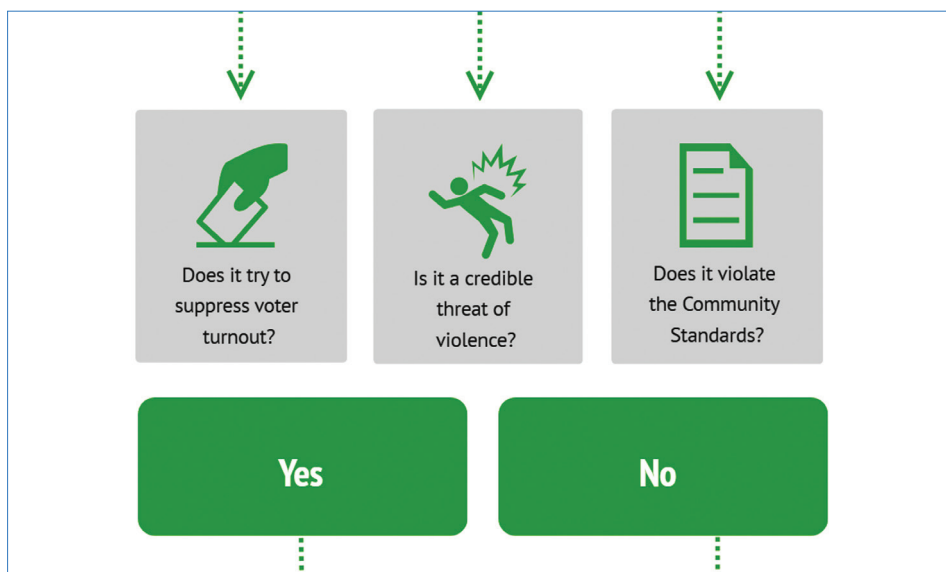 Does it try to
suppress voter
turnout?
Is it a credible
threat of
violence?
Does it violate
the Community
Standards?
Yes
No